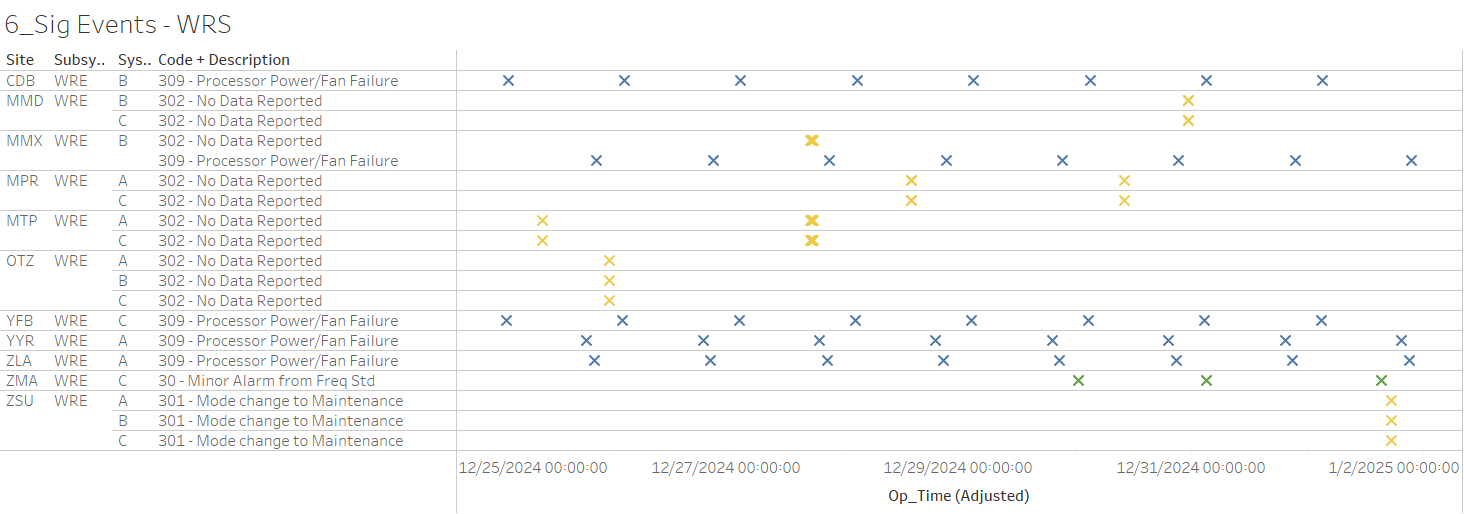 6_Sig Events - WRS
Site Subsy.. Sys.. Code + Description
CDB WRE B 309 - Processor Power/Fan Failure
MMD WRE B 302 - No Data Reported
C 302 - No Data Reported
MMX WRE B 302 - No Data Reported
309 - Processor Power/Fan Failure
MPR WRE A 302 - No Data Reported
C 302 - No Data Reported
MTP WRE A 302 - No Data Reported
C 302 - No Data Reported
OTZ WRE A 302 - No Data Reported
B 302 - No Data Reported
C 302 - No Data Reported
YFB WRE C 309 - Processor Power/Fan Failure
YYR WRE A 309 - Processor Power/Fan Failure
ZLA WRE A 309 - Processor Power/Fan Failure
ZMA WRE C 30 - Minor Alarm from Freq Std
ZSU WRE A 301 - Mode change to Maintenance
B 301 - Mode change to Maintenance
C 301 - Mode change to Maintenance
12/25/2024 00:00:00 12/27/2024 00:00:00 12/29/2024 00:00:00 12/31/2024 00:00:00 1/2/2025 00:00:00
Op_Time (Adjusted)